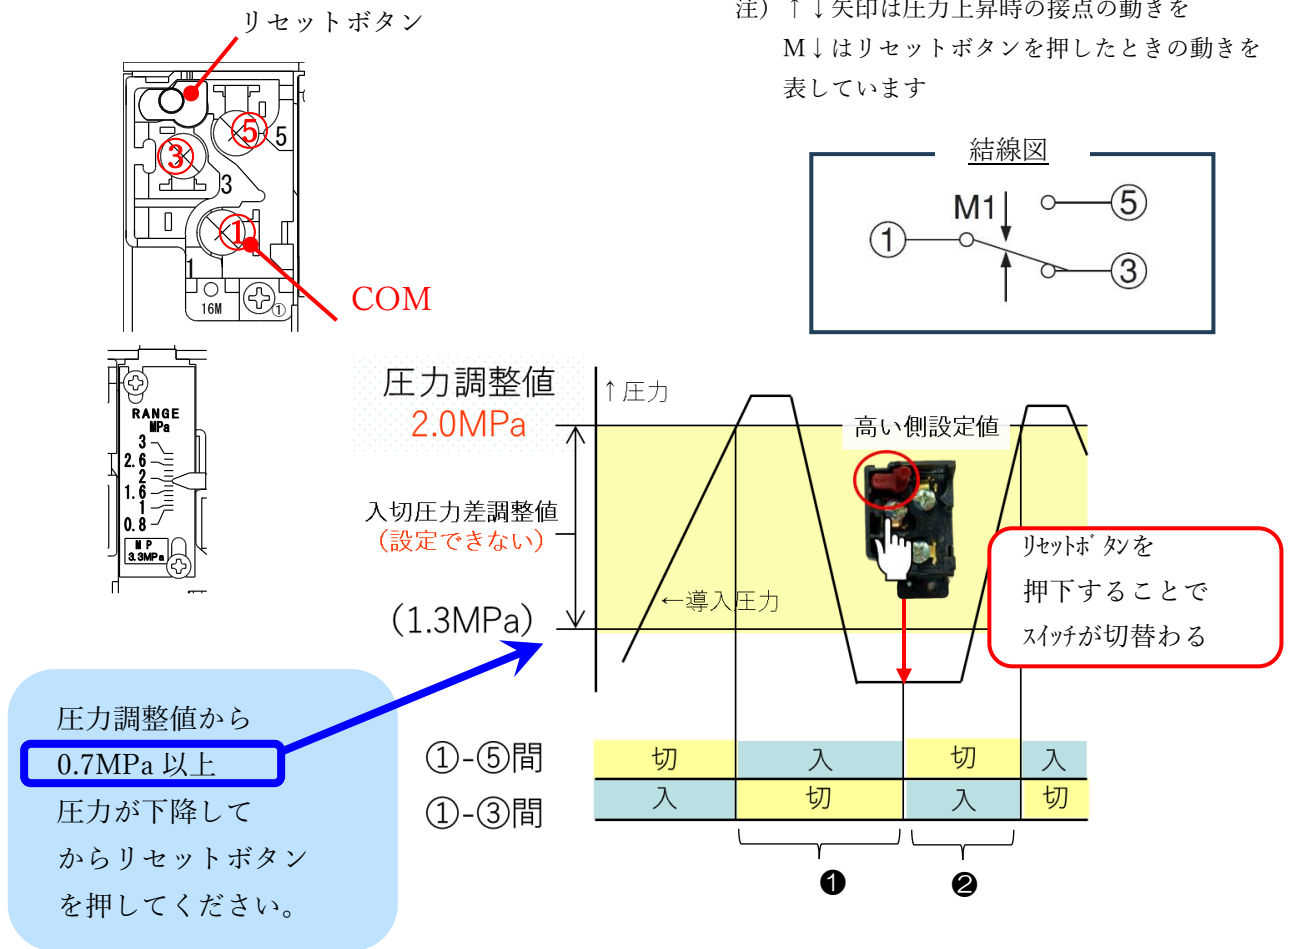 リセットボタン
注）↑↓矢印は圧力上昇時の接点の動きを
M↓はリセットボタンを押したときの動きを
表しています
⑤
5
③
3
①
1
16M
①
COM
結線図
M1
⑤
①
③
RANGE
MPa
3
2.6
2
1.6
1
0.8
MP
3.3MPa
圧力調整値
2.0MPa
↑圧力
高い側設定値
入切圧力差調整値
(設定できない)
←導入圧力
(1.3MPa)
ﾘｾｯﾄﾎﾞﾀﾝを
押下することで
ｽｲｯﾁが切替わる
圧力調整値から
0.7MPa 以上
圧力が下降して
からリセットボタン
を押してください。
①-⑤間 切 入 切 入
①-③間 入 切 入 切
❶ ❷